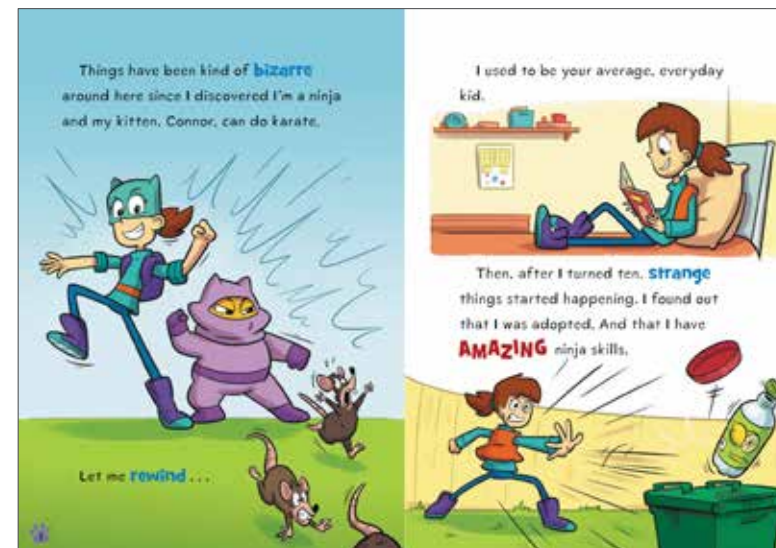 Things have been kind of bizarre
around here since I discovered I'm a ninja
and my kitten, Connor, can do karate.
Let me rewind . . .
I used to be your average, everyday
kid.
Then, after I turned ten, strange
things started happening. I found out
that I was adopted. And that I have
AMAZING ninja skills.